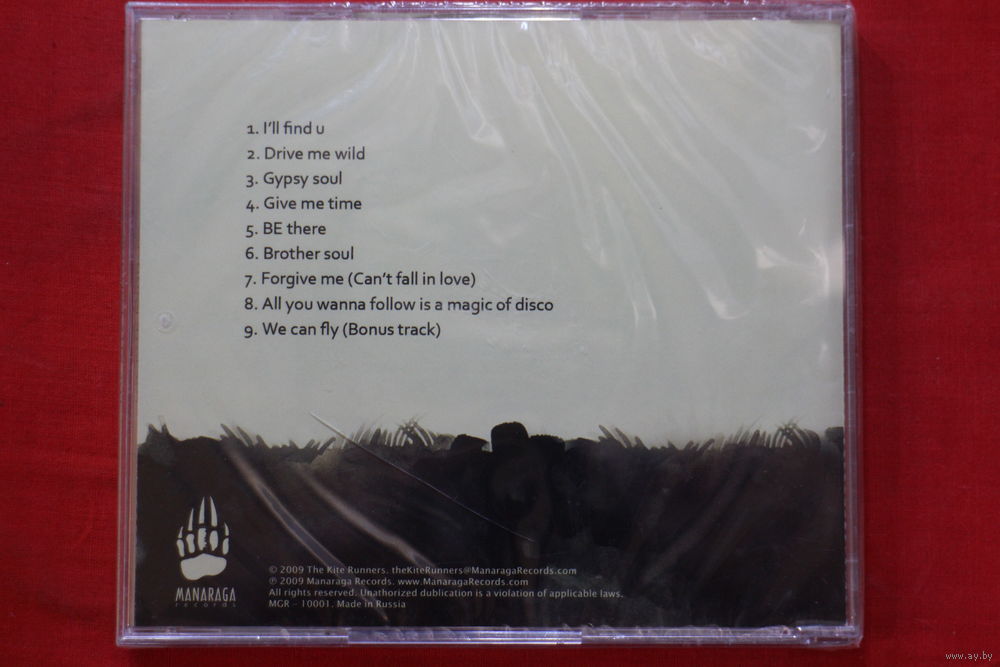 1. I'll find u
2. Drive me wild
3. Gypsy soul
4. Give me time
5. BE there
6. Brother soul
7. Forgive me (Can't fall in love)
8. All you wanna follow is a magic of disco
9. We can fly (Bonus track)
MANARAGA
records
© 2009 The Kite Runners. theKiteRunners@ManaragaRecords.com
℗ 2009 Manaraga Records. www.ManaragaRecords.com
All rights reserved. Unathorized dublication is a violation of applicable laws.
MGR - 10001. Made in Russia
www.ay.by